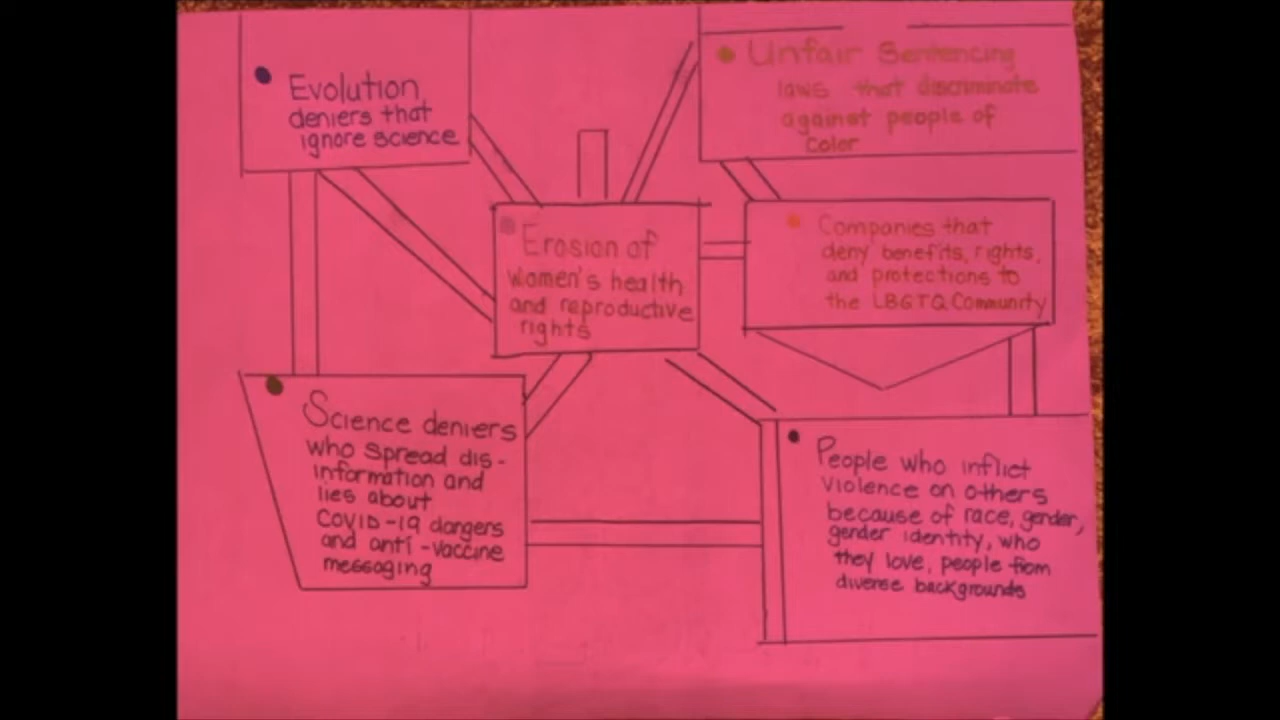 Evolution
deniers that
ignore science
Unfair Sentencing
laws that discriminate
against people of
Color
Erosion of
Women's health
and reproductive
rights
Companies that
deny benefits, rights,
and protections to
the LBGTQ Community
Science deniers
who spread dis-
information and
lies about
COVID-19 dangers
and anti-vaccine
messaging
People who inflict
violence on others
because of race, gender,
gender identity, who
they love, people from
diverse backgrounds